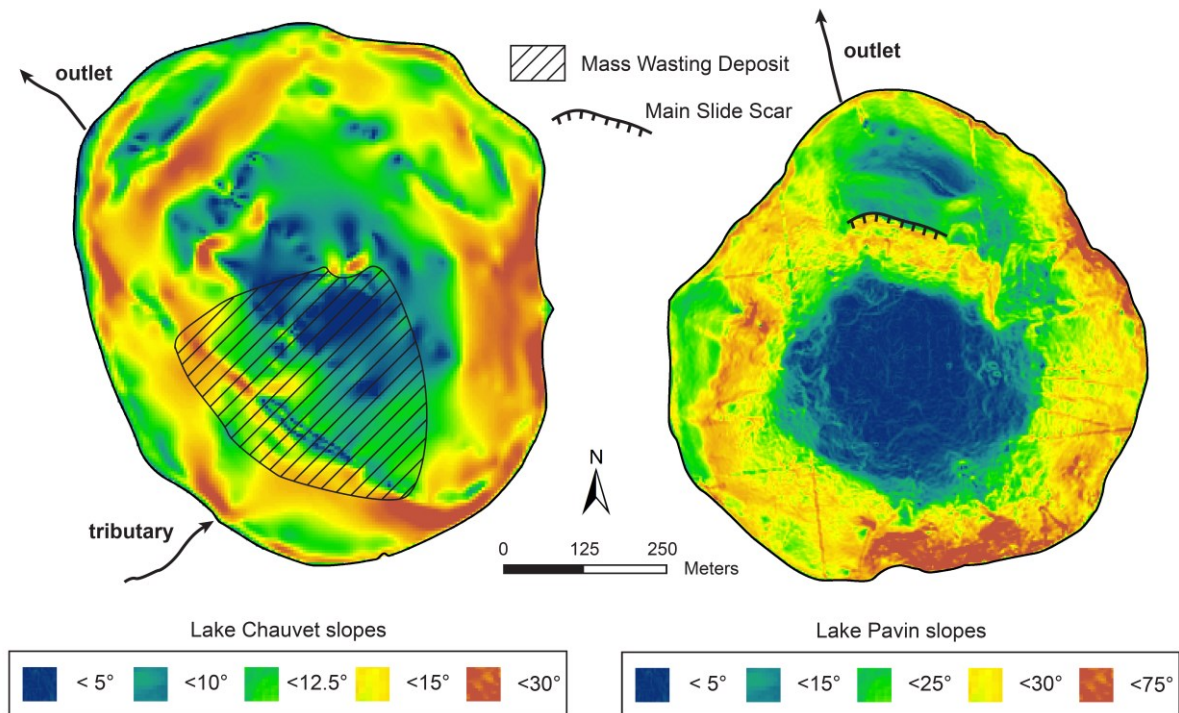 outlet
Mass Wasting Deposit
Main Slide Scar
outlet
N
tributary
0 125 250
Meters
Lake Chauvet slopes
< 5° <10° <12.5° <15° <30°
Lake Pavin slopes
< 5° <15° <25° <30° <75°